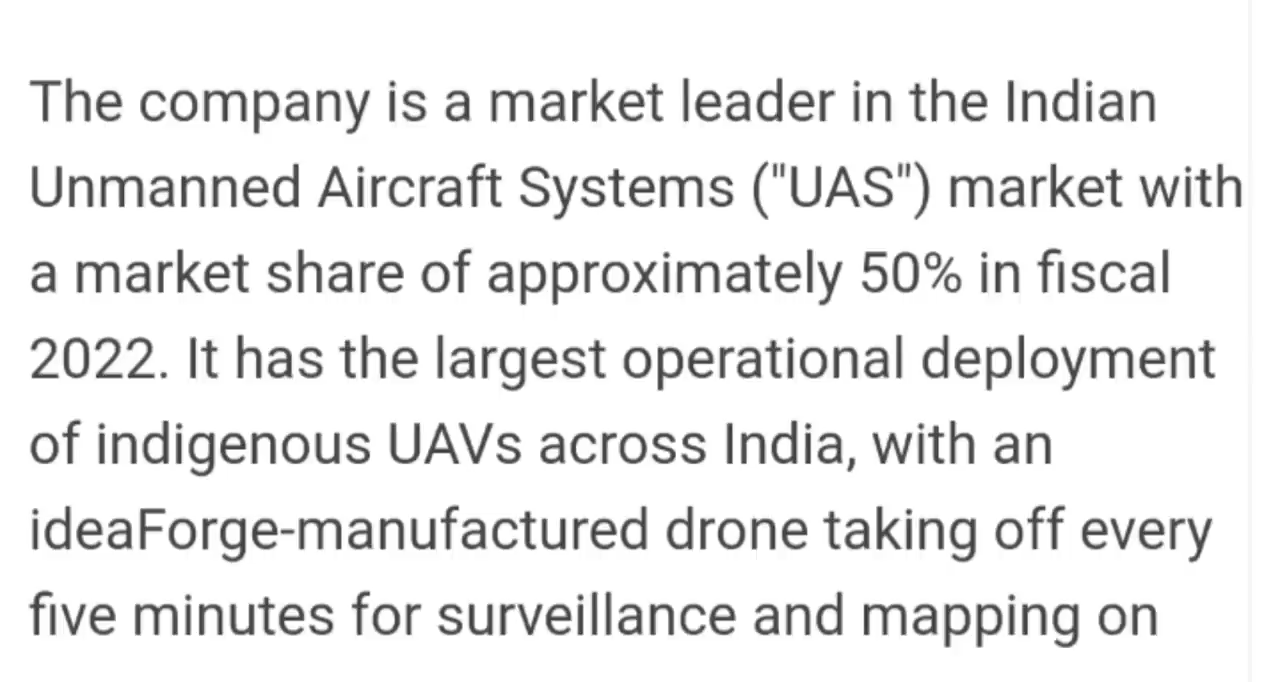 The company is a market leader in the Indian
Unmanned Aircraft Systems ("UAS") market with
a market share of approximately 50% in fiscal
2022. It has the largest operational deployment
of indigenous UAVs across India, with an
ideaForge-manufactured drone taking off every
five minutes for surveillance and mapping on